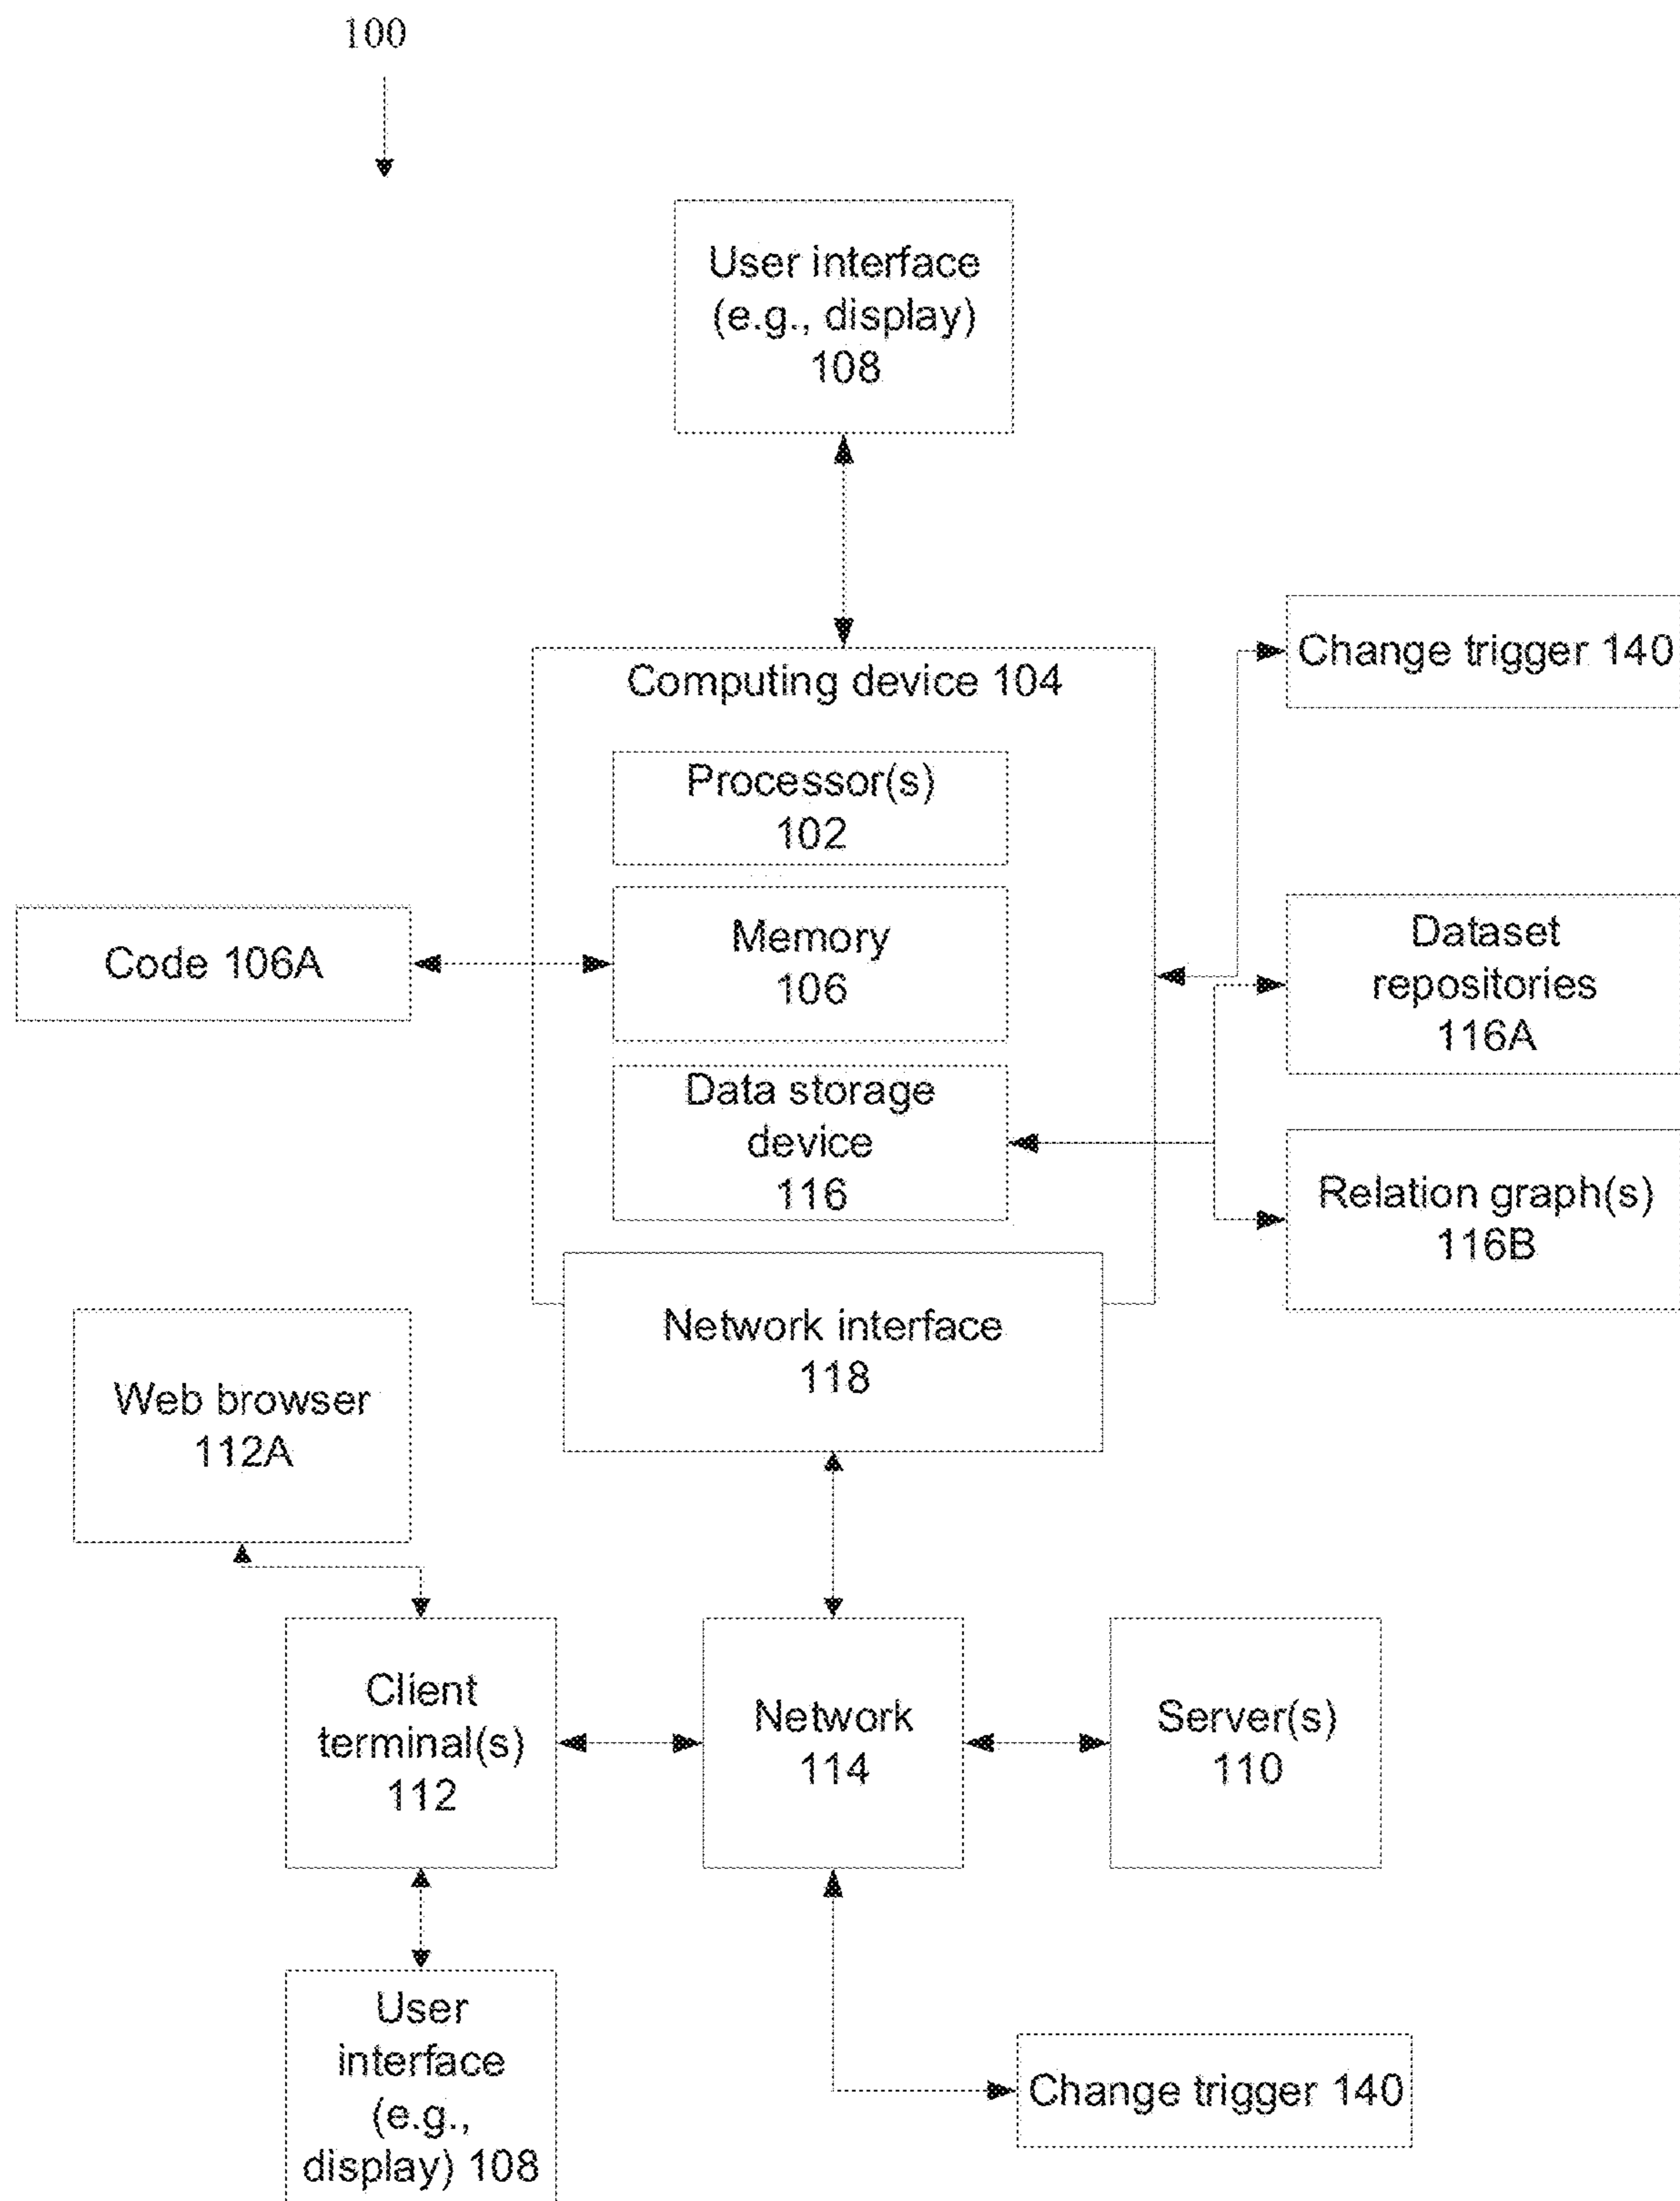 100
User interface
(e.g., display)
108
Computing device 104
Change trigger 140
Processor(s)
102
Code 106A
Memory
106
Dataset
repositories
116A
Data storage
device
116
Relation graph(s)
116B
Network interface
118
Web browser
112A
Client
terminal(s)
112
Network
114
Server(s)
110
User
interface
(e.g.,
display) 108
Change trigger 140